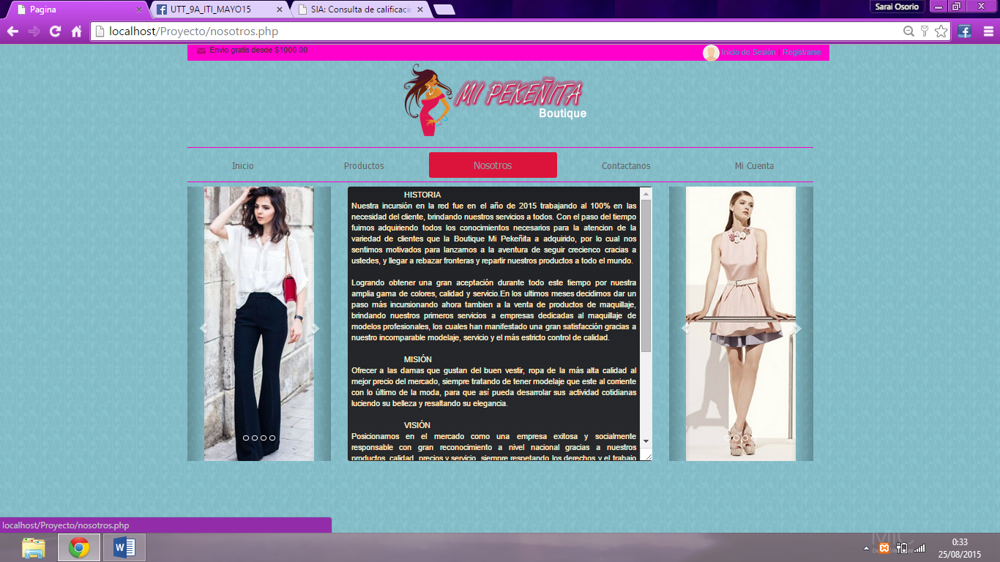 Pagina
UTT_9A_ITI_MAYO15
SIA: Consulta de calificacio
Sarai Osorio
localhost/Proyecto/nosotros.php
Envio gratis desde $1000.00
Inicio de Sesión | Registrarse
MI PEKEÑITA
Boutique
Inicio
Productos
Nosotros
Contactanos
Mi Cuenta
HISTORIA
Nuestra incursión en la red fue en el año de 2015 trabajando al 100% en las
necesidad del cliente, brindando nuestros servicios a todos. Con el paso del tiempo
fuimos adquiriendo todos los conocimientos necesarios para la atencion de la
variedad de clientes que la Boutique Mi Pekeñita a adquirido, por lo cual nos
sentimos motivados para lanzarnos a la aventura de seguir crecienco cracias a
ustedes, y llegar a rebazar fronteras y repartir nuestros productos a todo el mundo.
Logrando obtener una gran aceptación durante todo este tiempo por nuestra
amplia gama de colores, calidad y servicio.En los ultimos meses decidimos dar un
paso más incursionando ahora tambien a la venta de productos de maquillaje,
brindando nuestros primeros servicios a empresas dedicadas al maquillaje de
modelos profesionales, los cuales han manifestado una gran satisfacción gracias a
nuestro incomparable modelaje, servicio y el más estricto control de calidad.
MISIÓN
Ofrecer a las damas que gustan del buen vestir, ropa de la más alta calidad al
mejor precio del mercado, siempre tratando de tener modelaje que este al corriente
con lo último de la moda, para que así pueda desarrolar sus actividad cotidianas
luciendo su belleza y resaltando su elegancia.
VISIÓN
Posicionarnos en el mercado como una empresa exitosa y socialmente
responsable con gran reconocimiento a nivel nacional gracias a nuestros
productos, calidad, precios y servicio, siempre respetando los derechos y el trabajo
localhost/Proyecto/nosotros.php
0:33
25/08/2015